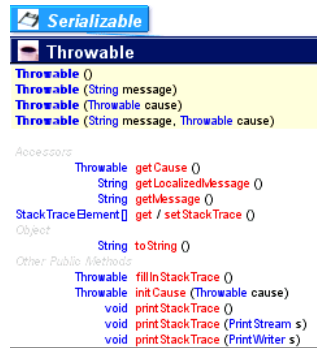 Serializable
Throwable
Throwable ()
Throwable (String message)
Throwable (Throwable cause)
Throwable (String message, Throwable cause)
Accessors
Throwable getCause ()
String getLocalizedMessage ()
String getMessage ()
StackTraceElement[] get / setStackTrace ()
Object
String toString ()
Other Public Methods
Throwable fillInStackTrace ()
Throwable initCause (Throwable cause)
void printStackTrace ()
void printStackTrace (PrintStream s)
void printStackTrace (PrintWriter s)